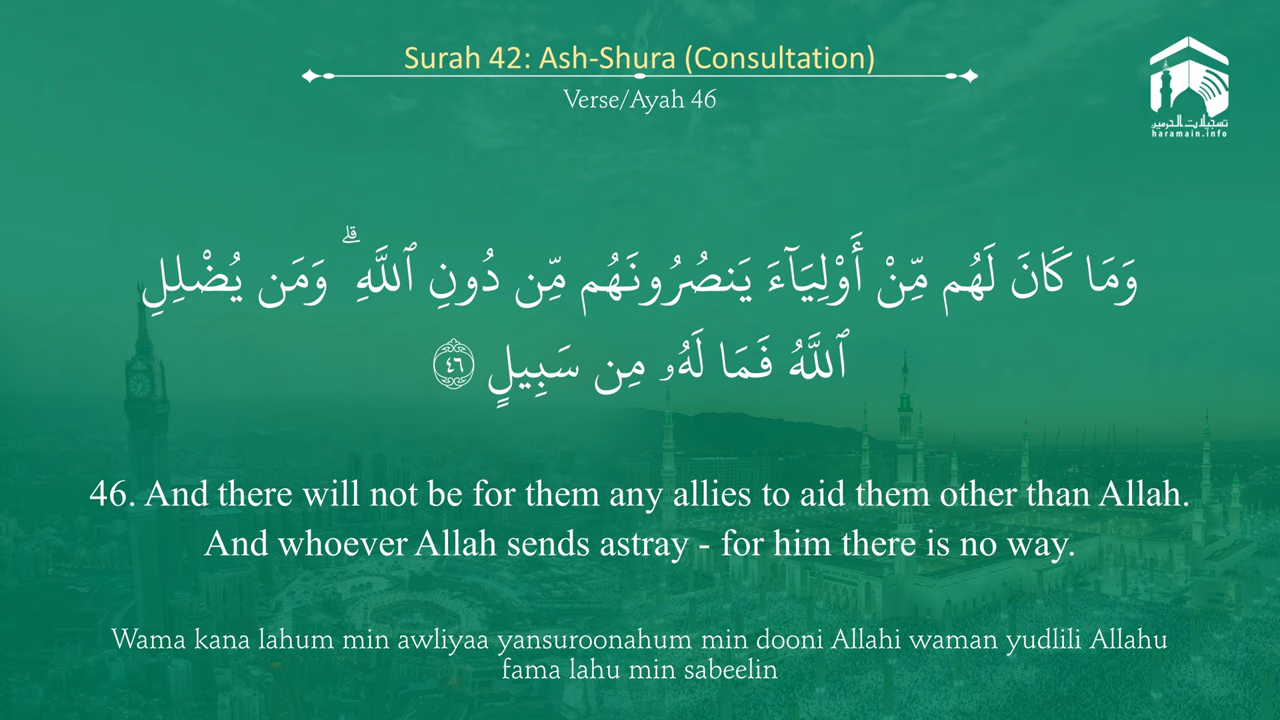 Surah 42: Ash-Shura (Consultation)
Verse/Ayah 46
تسجيلات الحرمين
haramain.info
وَمَا كَانَ لَهُم مِّنْ أَوْلِيَآءَ يَنصُرُونَهُم مِّن دُونِ ٱللَّهِ ۗ وَمَن يُضْلِلِ
ٱللَّهُ فَمَا لَهُۥ مِن سَبِيلٍ ٤٦
46. And there will not be for them any allies to aid them other than Allah.
And whoever Allah sends astray - for him there is no way.
Wama kana lahum min awliyaa yansuroonahum min dooni Allahi waman yudlili Allahu
fama lahu min sabeelin